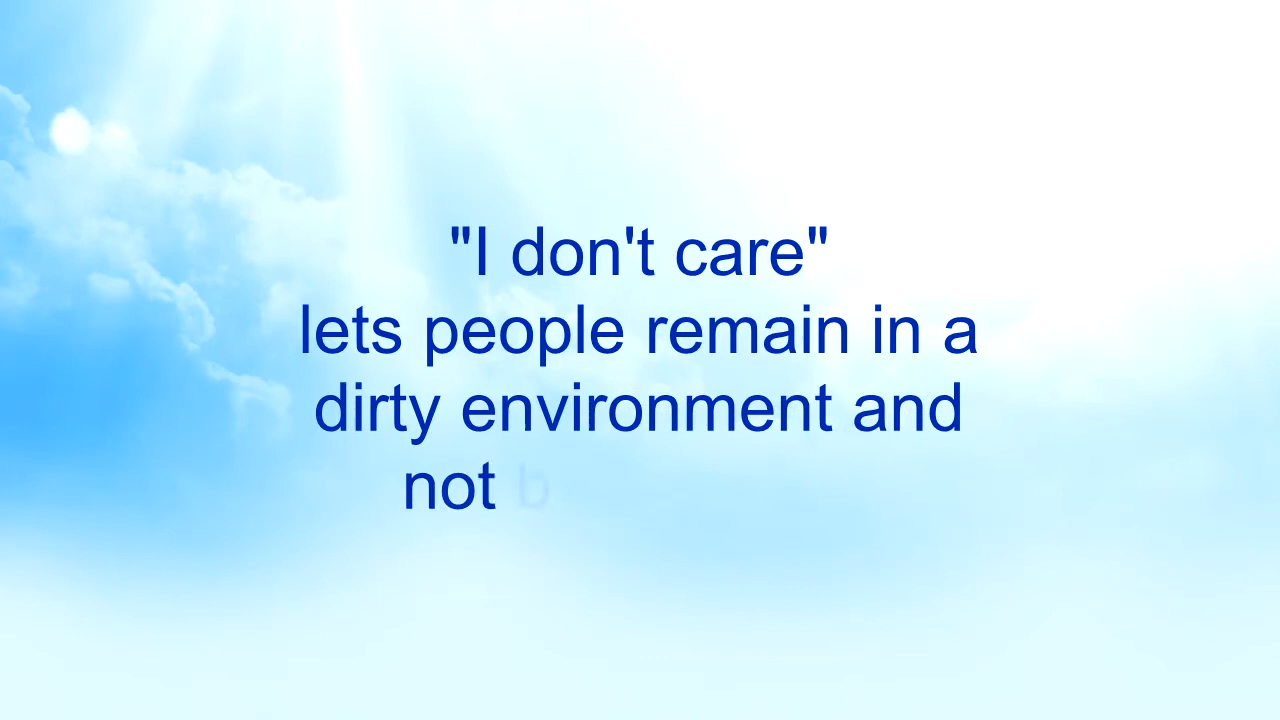 "I don't care"
lets people remain in a
dirty environment and
not b